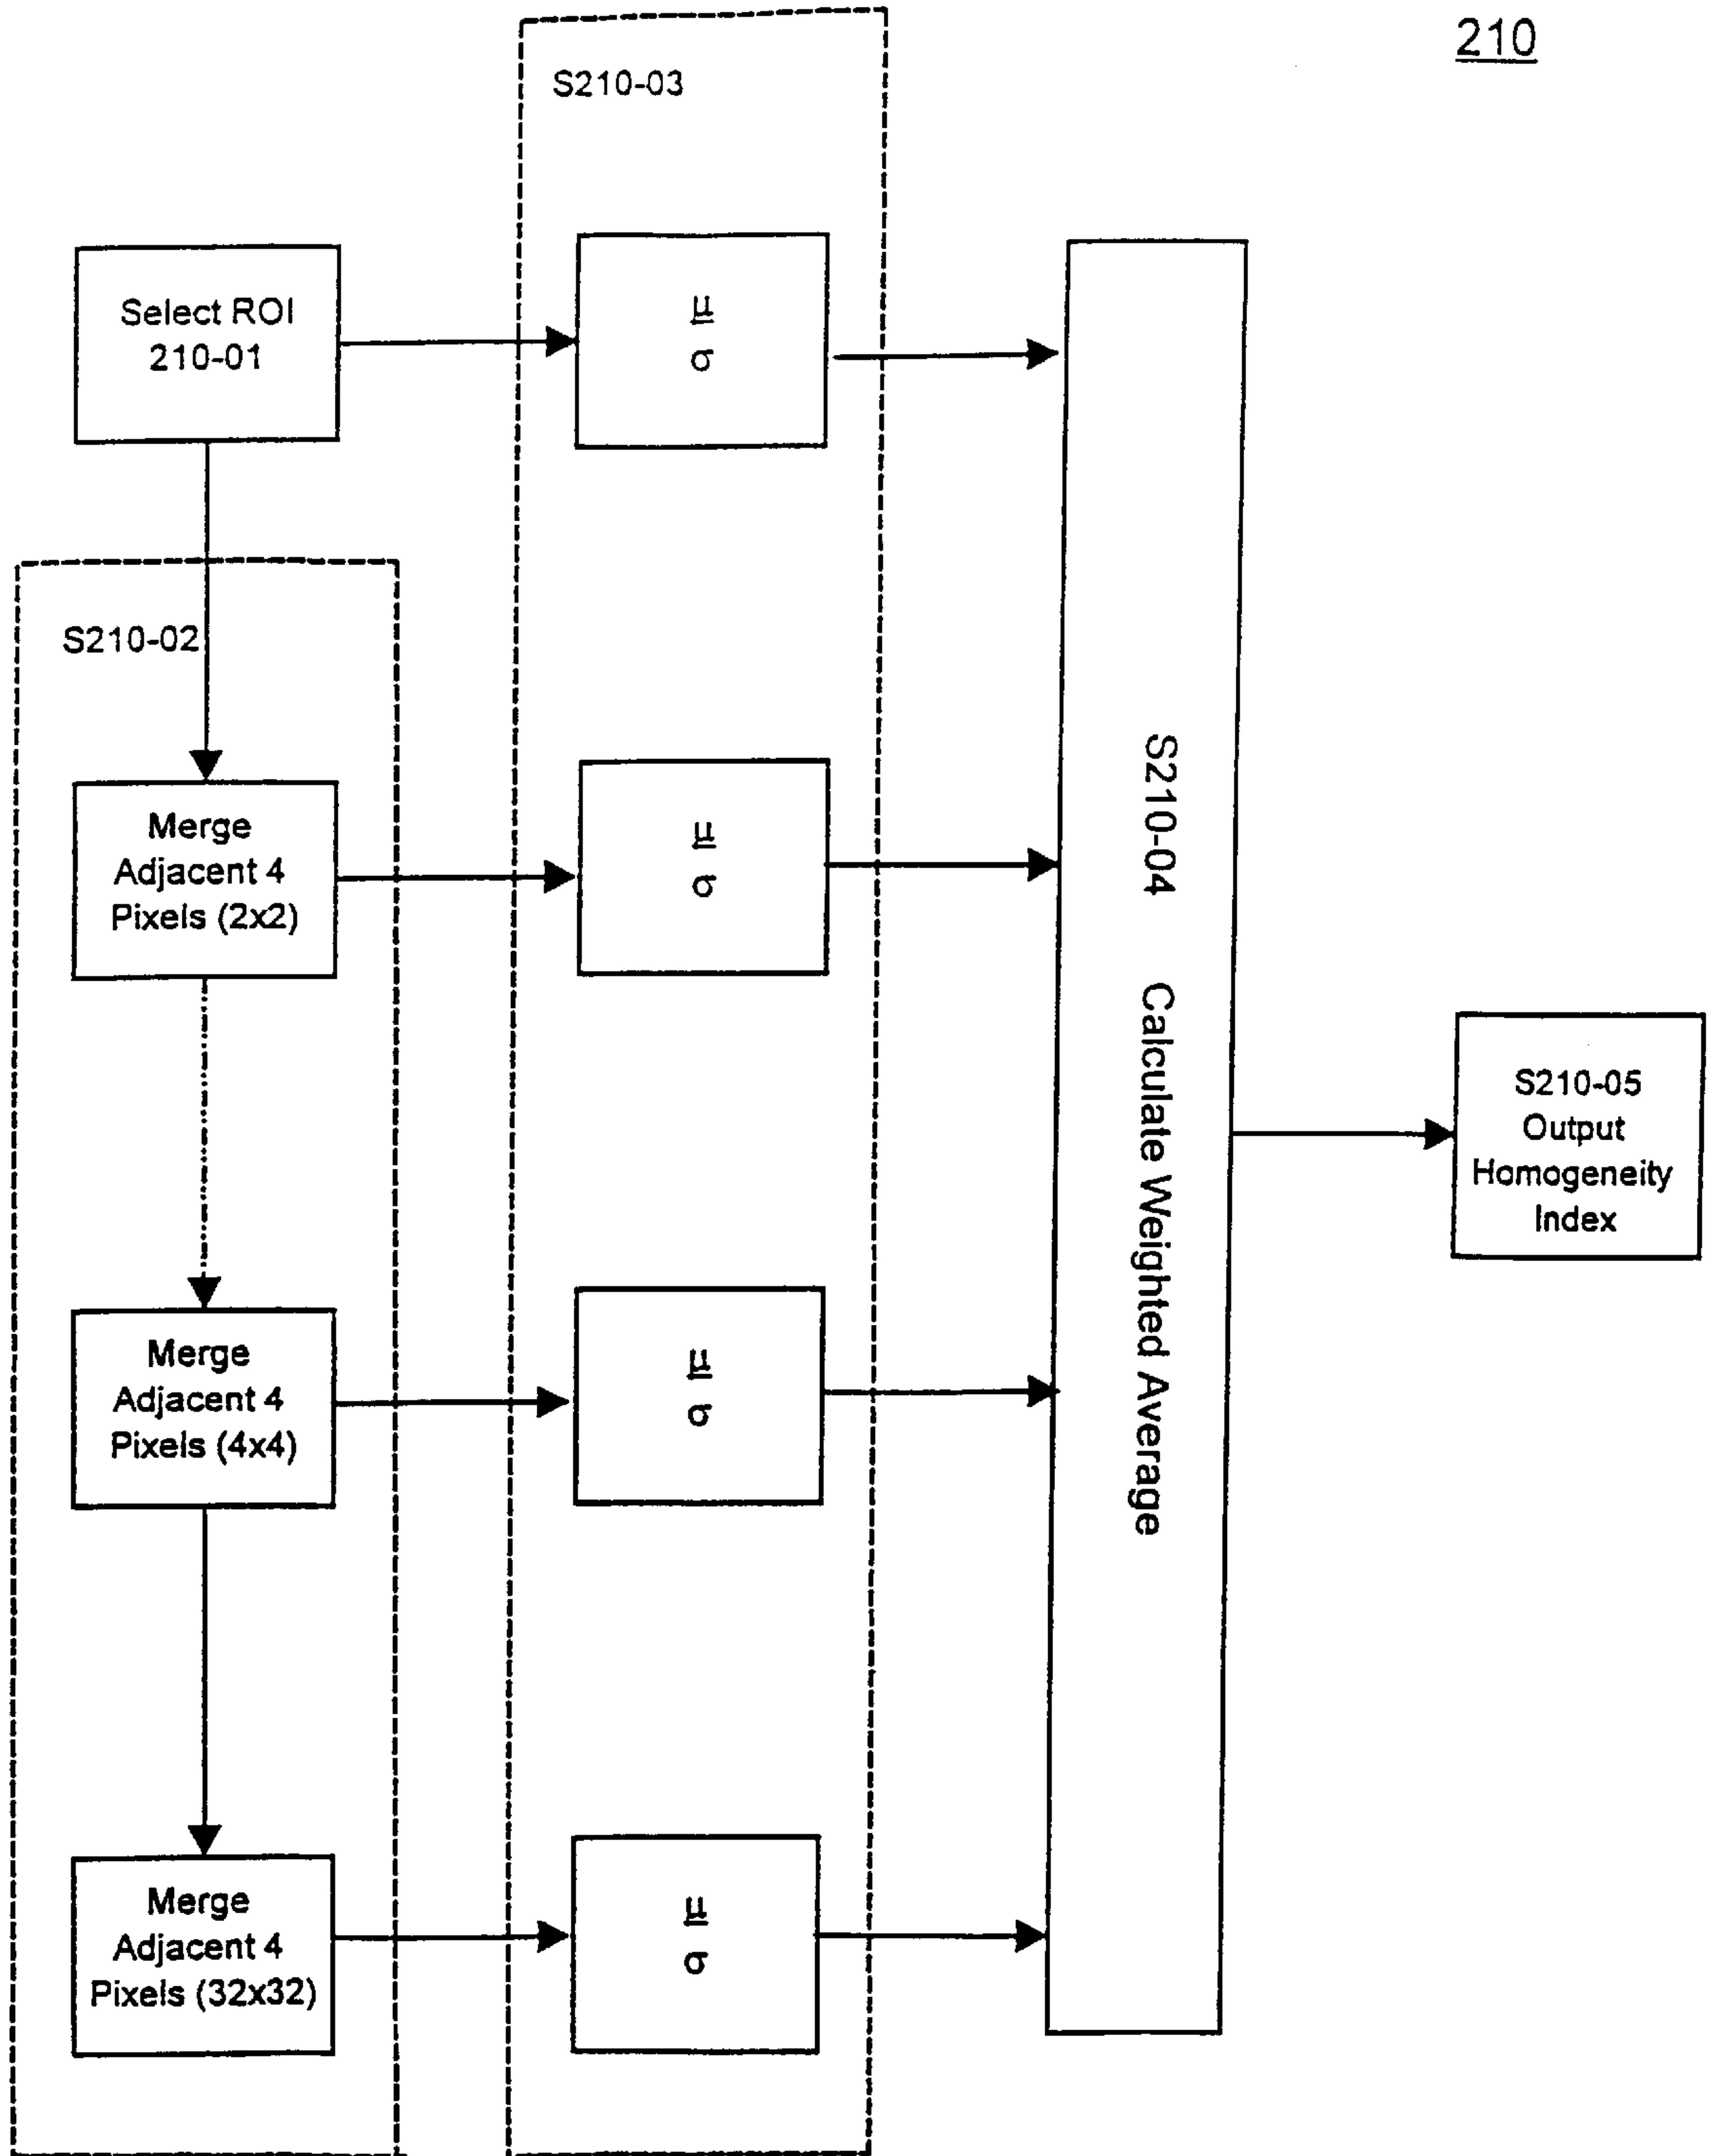 210
S210-03
Select ROI
210-01
μ
σ
S210-02
Merge
Adjacent 4
Pixels (2x2)
μ
σ
S210-04 Calculate Weighted Average
S210-05
Output
Homogeneity
Index
Merge
Adjacent 4
Pixels (4x4)
μ
σ
Merge
Adjacent 4
Pixels (32x32)
μ
σ